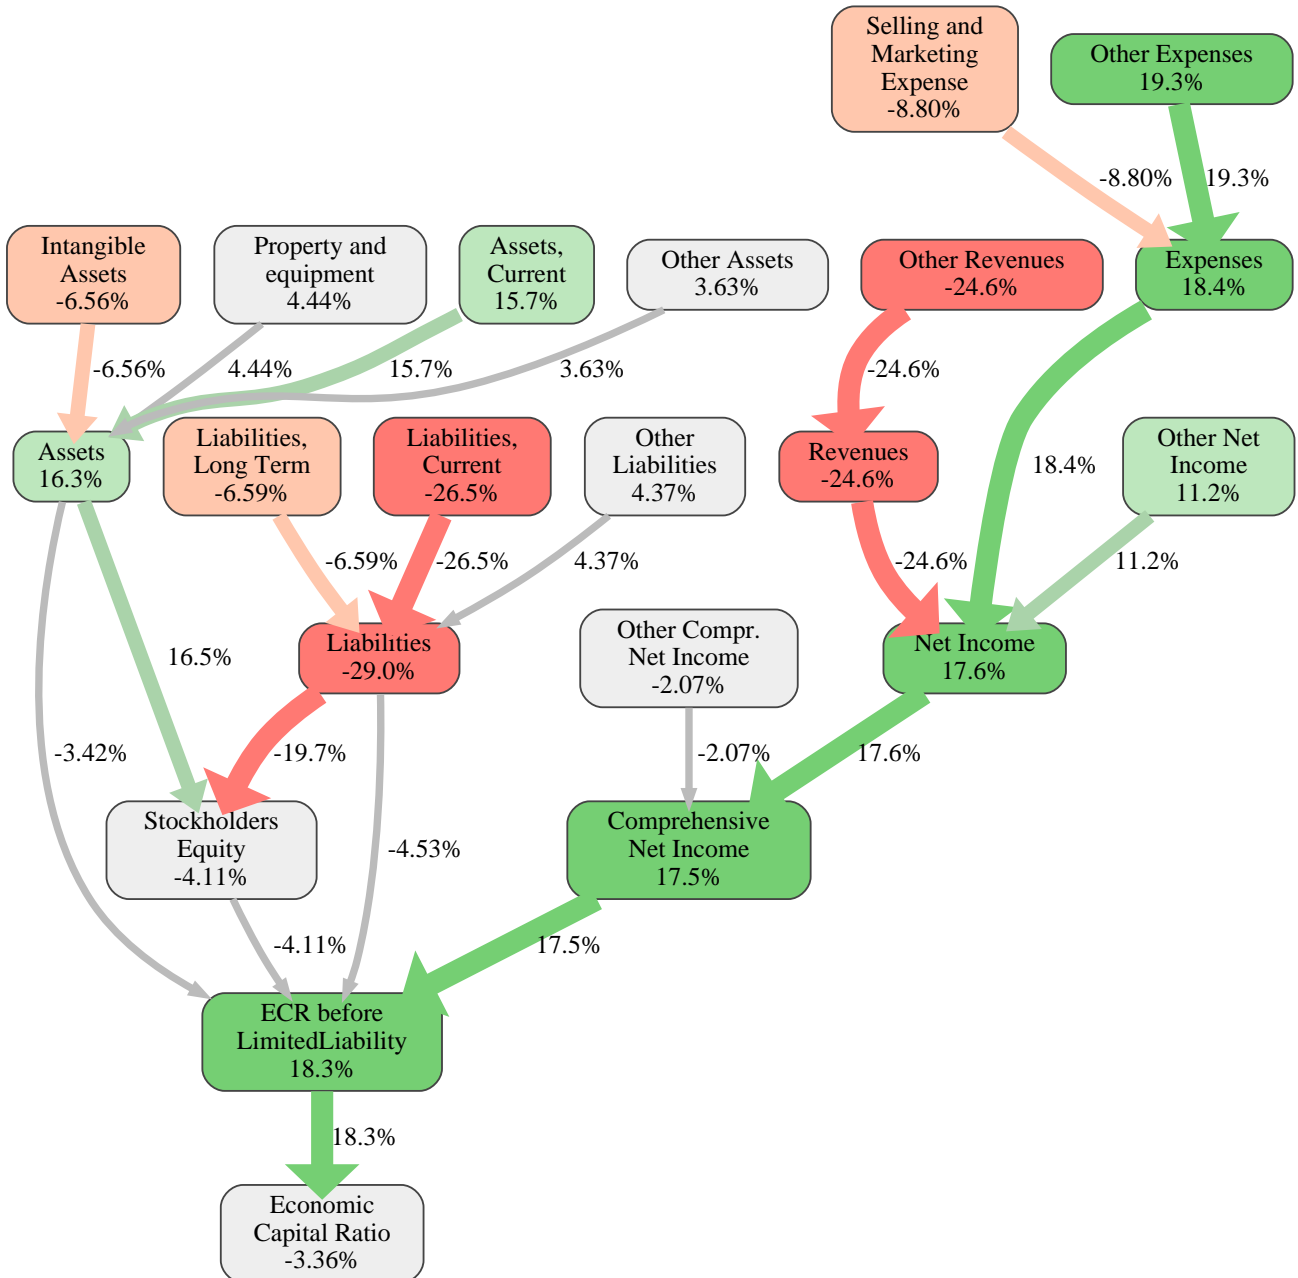 Selling and
Marketing
Expense
-8.80%
Other Expenses
19.3%
-8.80%
19.3%
Intangible
Assets
-6.56%
Property and
equipment
4.44%
Assets,
Current
15.7%
Other Assets
3.63%
Other Revenues
-24.6%
Expenses
18.4%
-6.56%
4.44%
15.7%
3.63%
-24.6%
Assets
16.3%
Liabilities,
Long Term
-6.59%
Liabilities,
Current
-26.5%
Other
Liabilities
4.37%
Revenues
-24.6%
18.4%
Other Net
Income
11.2%
-6.59%
-26.5%
4.37%
-24.6%
11.2%
16.5%
Liabilities
-29.0%
Other Compr.
Net Income
-2.07%
Net Income
17.6%
-3.42%
-19.7%
-2.07%
17.6%
Stockholders
Equity
-4.11%
-4.53%
Comprehensive
Net Income
17.5%
-4.11%
17.5%
ECR before
LimitedLiability
18.3%
18.3%
Economic
Capital Ratio
-3.36%